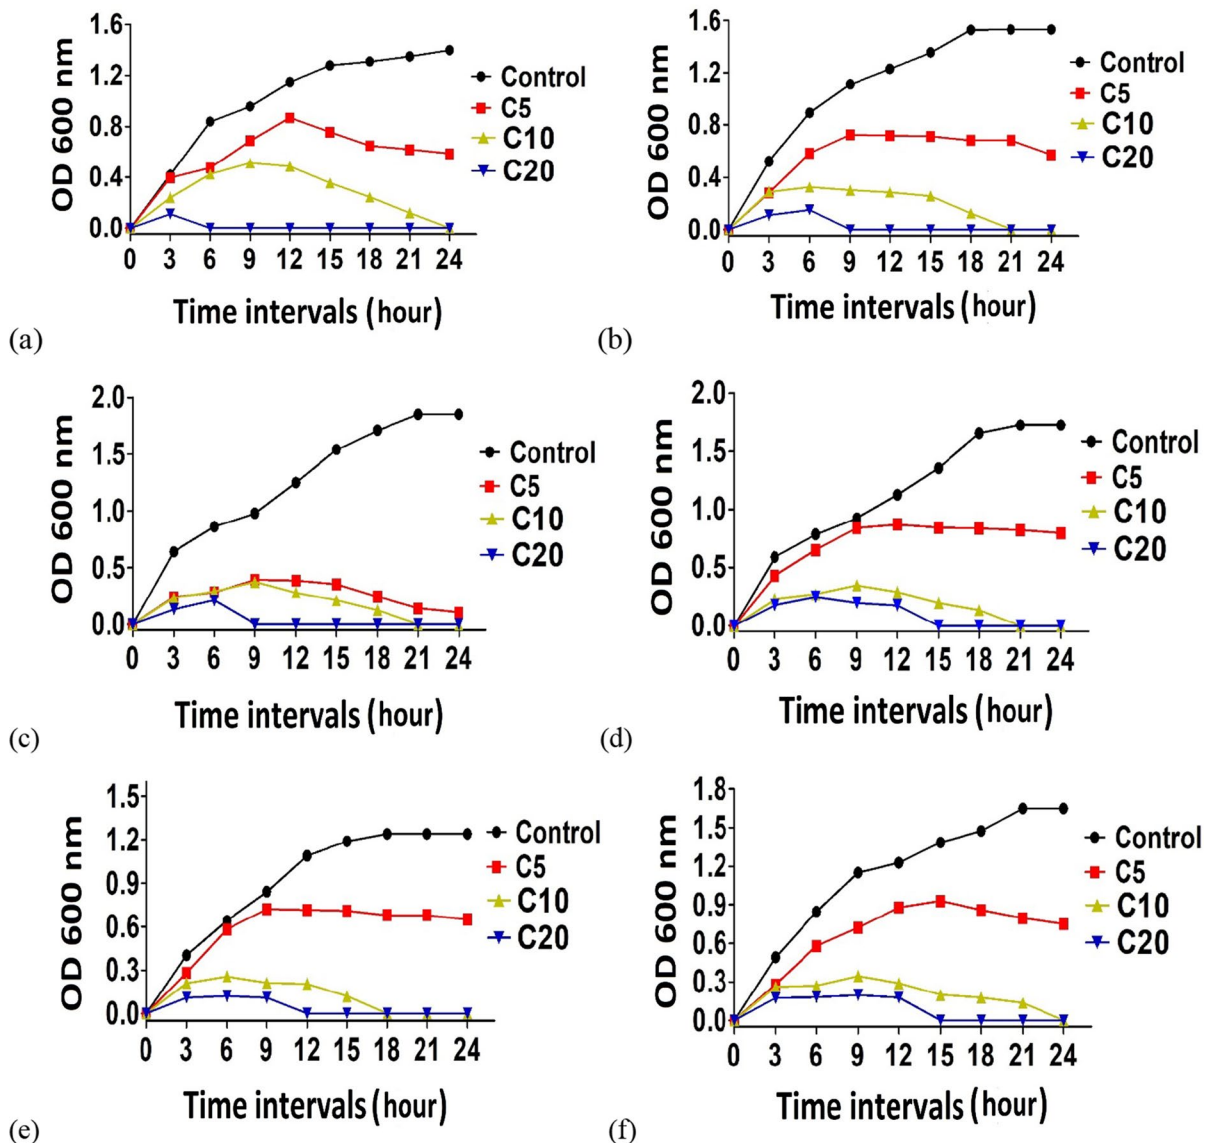 1.6
1.2
0.8
0.4
0.0
OD 600 nm
0 3 6 9 12 15 18 21 24
Time intervals (hour)
Control
C5
C10
C20
(a)
1.6
1.2
0.8
0.4
0.0
OD 600 nm
0 3 6 9 12 15 18 21 24
Time intervals (hour)
Control
C5
C10
C20
(b)
2.0
1.5
1.0
0.5
0.0
OD 600 nm
0 3 6 9 12 15 18 21 24
Time intervals (hour)
Control
C5
C10
C20
(c)
2.0
1.5
1.0
0.5
0.0
OD 600 nm
0 3 6 9 12 15 18 21 24
Time intervals (hour)
Control
C5
C10
C20
(d)
1.5
1.2
0.9
0.6
0.3
0.0
OD 600 nm
0 3 6 9 12 15 18 21 24
Time intervals (hour)
Control
C5
C10
C20
(e)
1.8
1.5
1.2
0.9
0.6
0.3
0.0
OD 600 nm
0 3 6 9 12 15 18 21 24
Time intervals (hour)
Control
C5
C10
C20
(f)